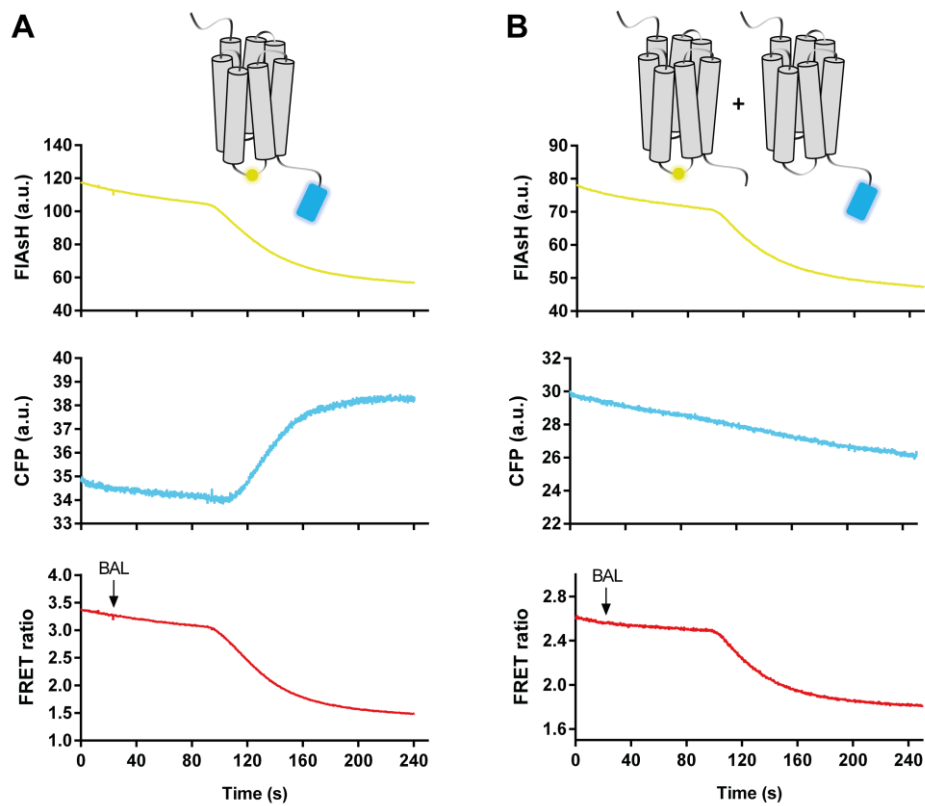 A
B
+
140
120
100
80
60
40
FlAsH (a.u.)
80
70
60
50
40
FlAsH (a.u.)
40
39
38
37
36
35
34
33
CFP (a.u.)
32
30
28
26
24
22
CFP (a.u.)
BAL
4.0
3.5
3.0
2.5
2.0
1.5
1.0
FRET ratio
0 40 80 120 160 200 240
Time (s)
BAL
2.8
2.4
2.0
1.6
FRET ratio
0 40 80 120 160 200 240
Time (s)